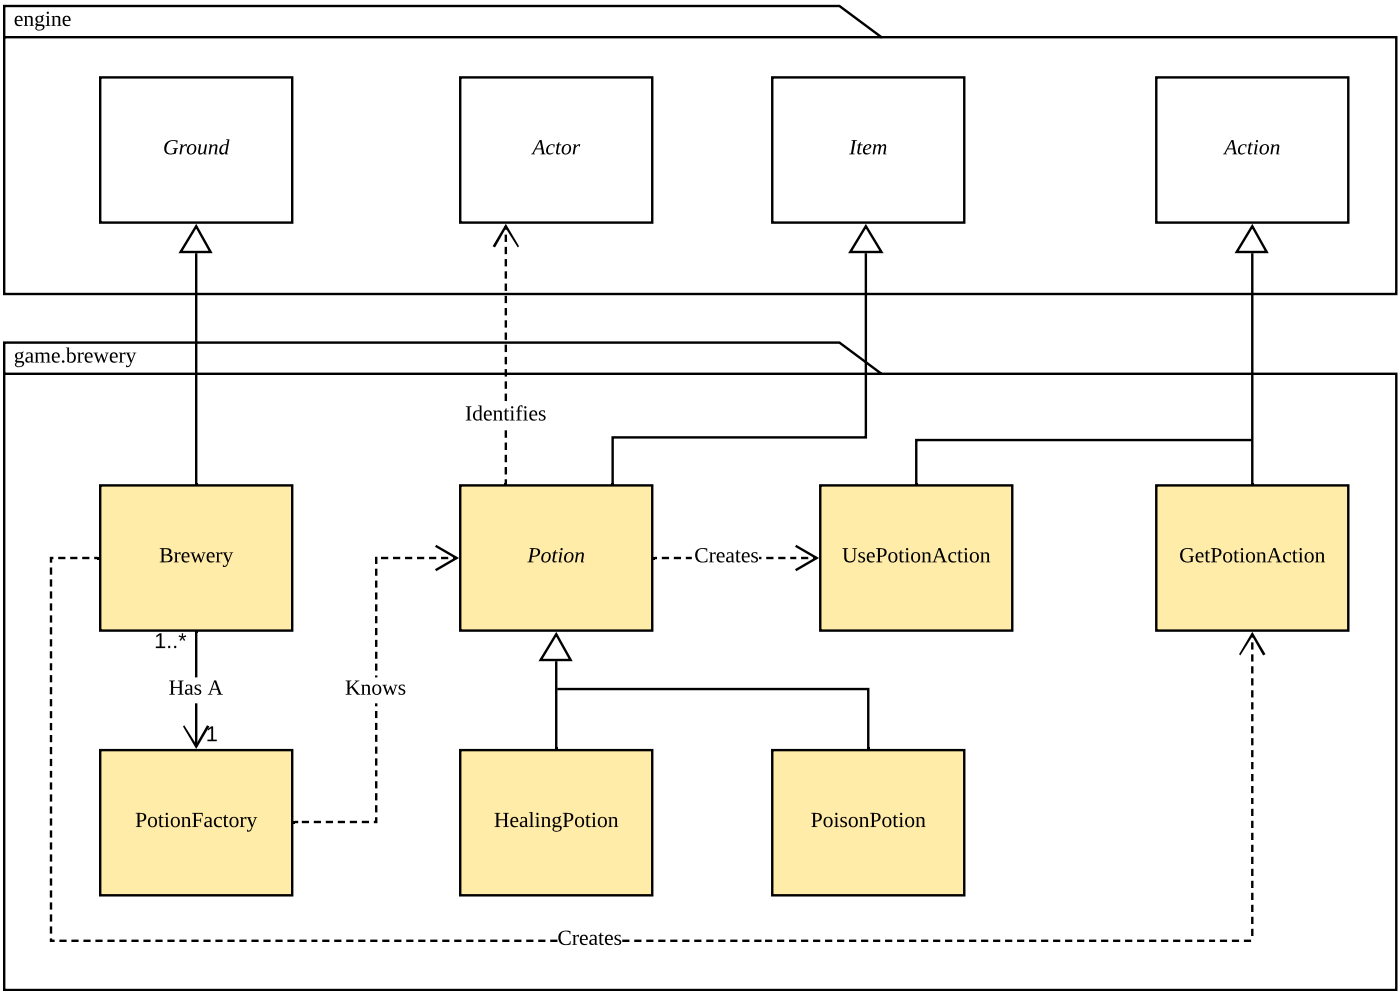 engine
Ground
Actor
Item
Action
game.brewery
Identifies
Brewery
Potion
Creates
UsePotionAction
GetPotionAction
1..*
Has A
Knows
1
PotionFactory
HealingPotion
PoisonPotion
Creates